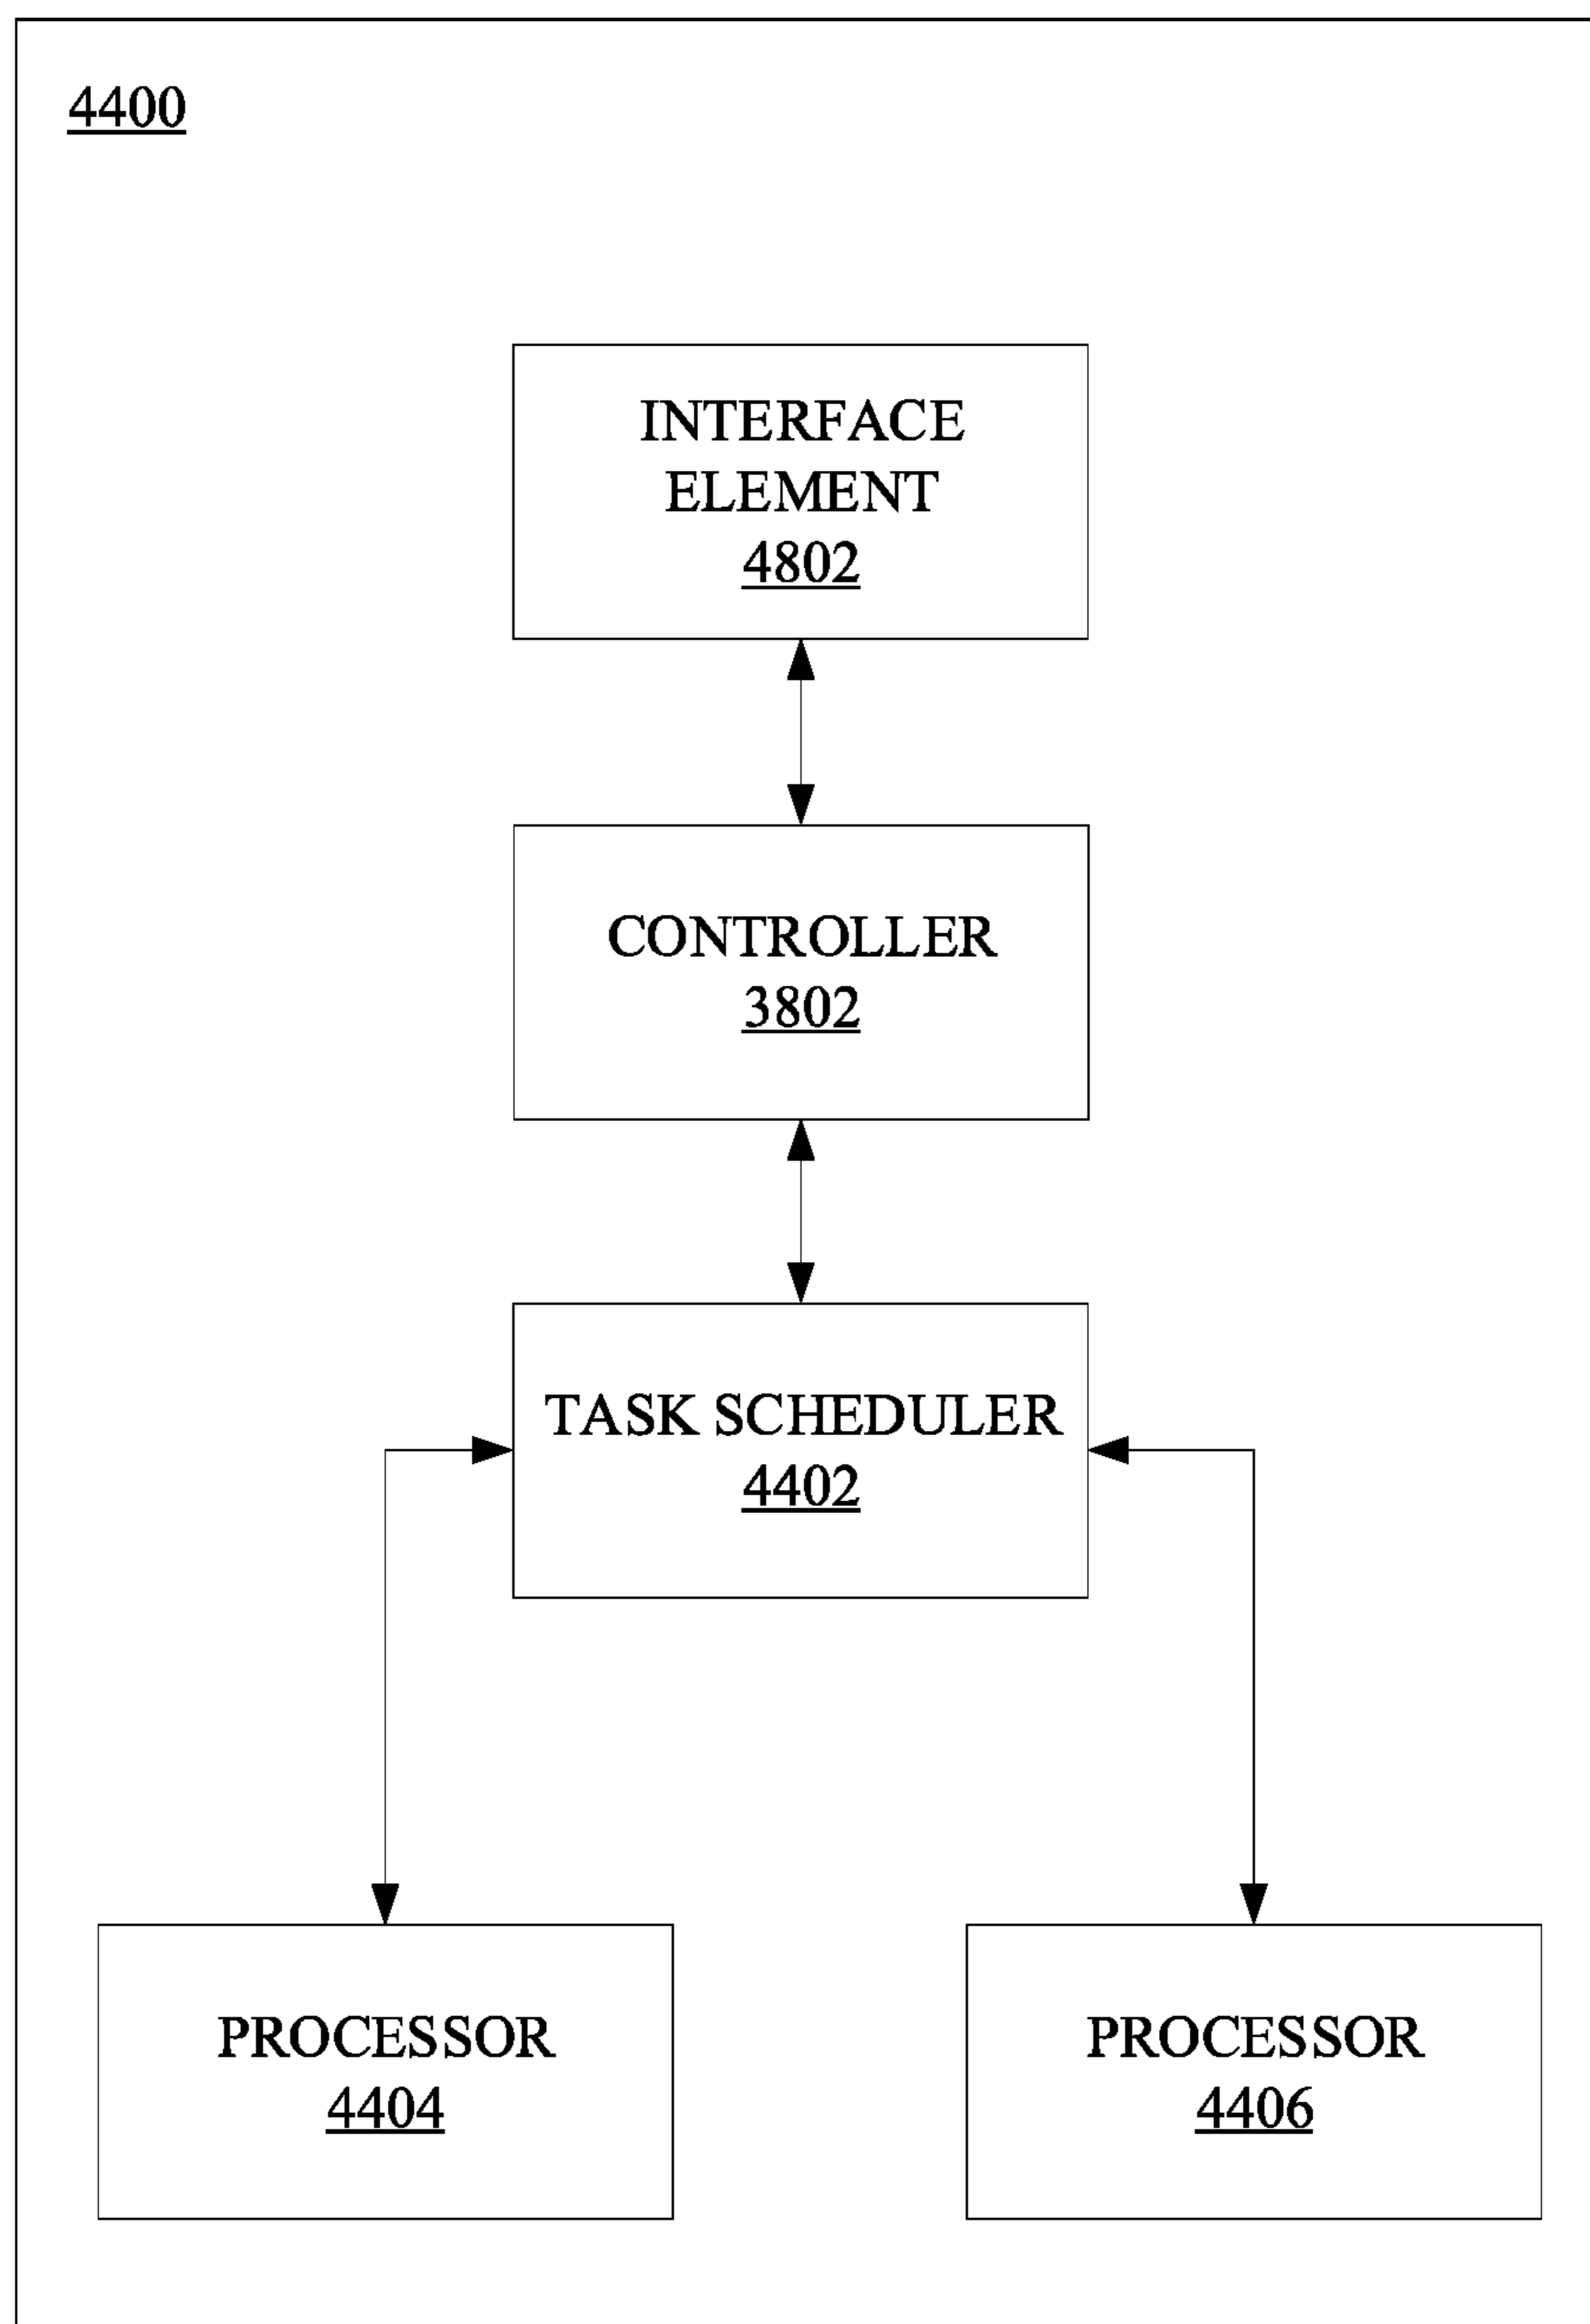 4400
INTERFACE
ELEMENT
4802
CONTROLLER
3802
TASK SCHEDULER
4402
PROCESSOR
4404
PROCESSOR
4406